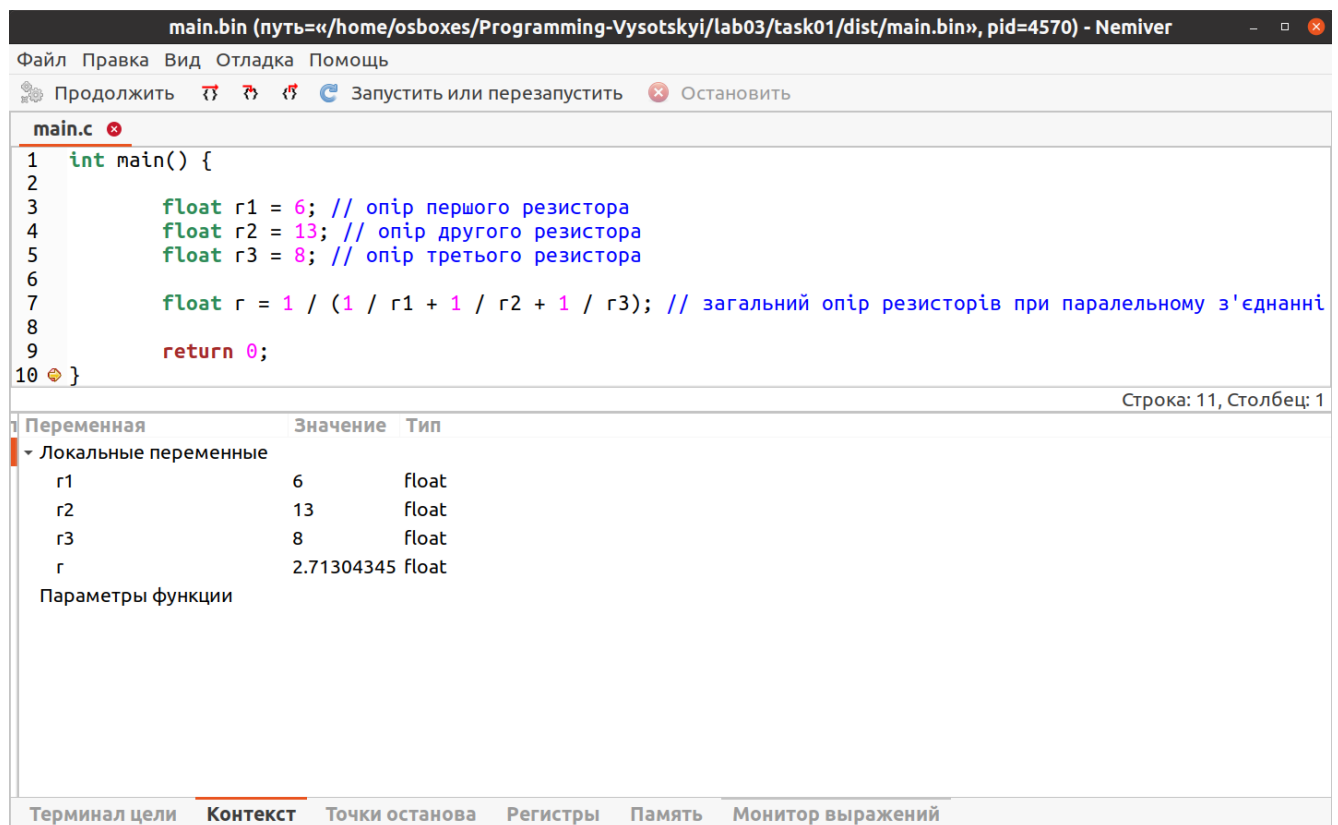 main.bin (путь=«/home/osboxes/Programming-Vysotskyi/lab03/task01/dist/main.bin», pid=4570) - Nemiver
Файл Правка Вид Отладка Помощь
Продолжить Запустить или перезапустить Остановить
main.c
1 int main() {
2
3 float r1 = 6; // опір першого резистора
4 float r2 = 13; // опір другого резистора
5 float r3 = 8; // опір третього резистора
6
7 float r = 1 / (1 / r1 + 1 / r2 + 1 / r3); // загальний опір резисторів при паралельному з'єднанні
8
9 return 0;
10 }
Строка: 11, Столбец: 1
Переменная Значение Тип
Локальные переменные
r1 6 float
r2 13 float
r3 8 float
r 2.71304345 float
Параметры функции
Терминал цели Контекст Точки останова Регистры Память Монитор выражений